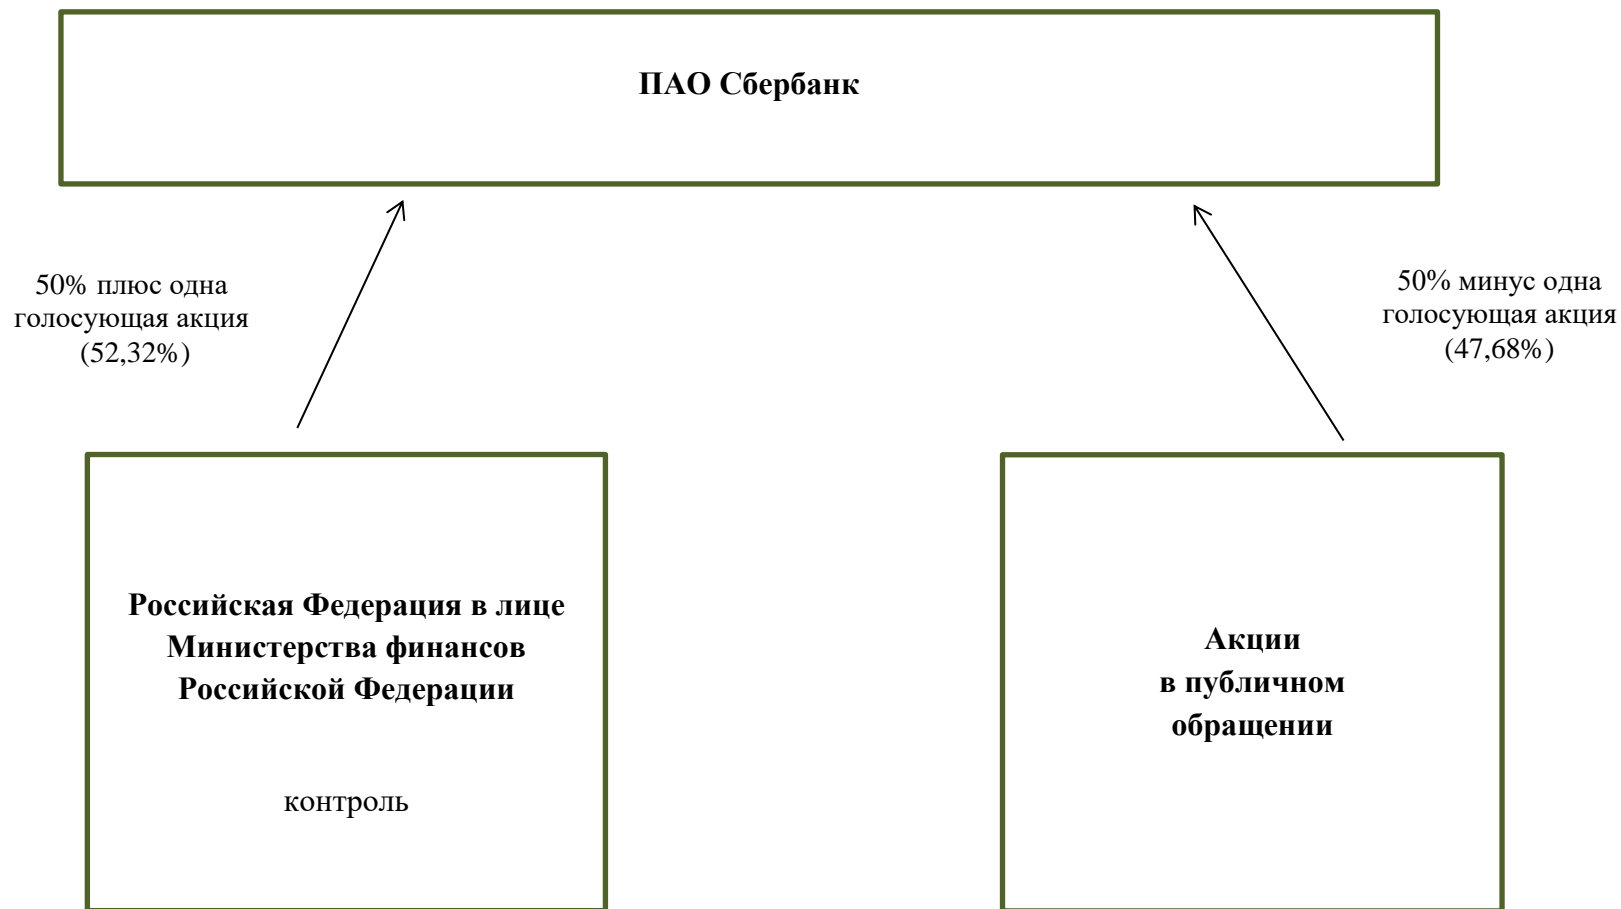 ПАО Сбербанк
50% плюс одна
голосующая акция
(52,32%)
50% минус одна
голосующая акция
(47,68%)
Российская Федерация в лице
Министерства финансов
Российской Федерации
контроль
Акции
в публичном
обращении